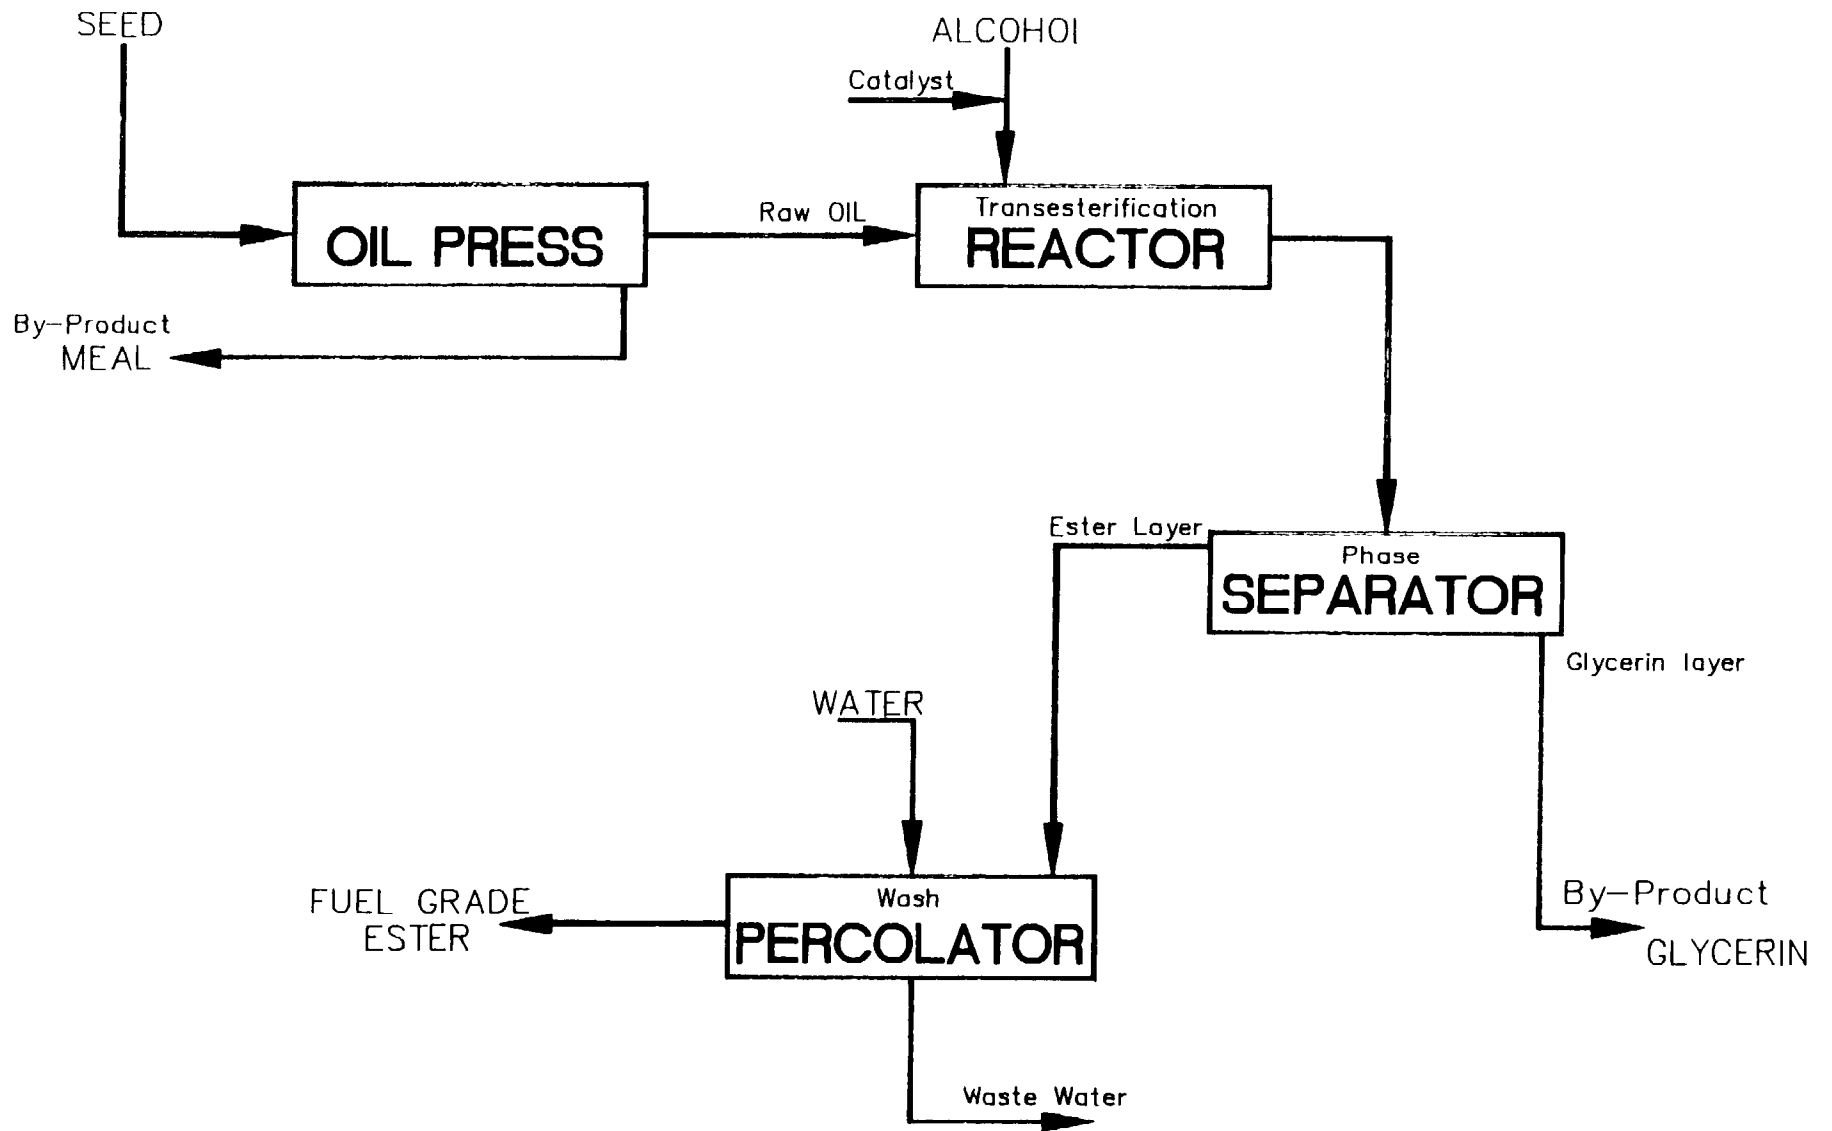 SEED
ALCOHOl
Catalyst
OIL PRESS
Raw OIL
Transesterification
REACTOR
By-Product
MEAL
Ester Layer
Phase
SEPARATOR
Glycerin layer
WATER
FUEL GRADE
ESTER
Wash
PERCOLATOR
By-Product
GLYCERIN
Waste Water